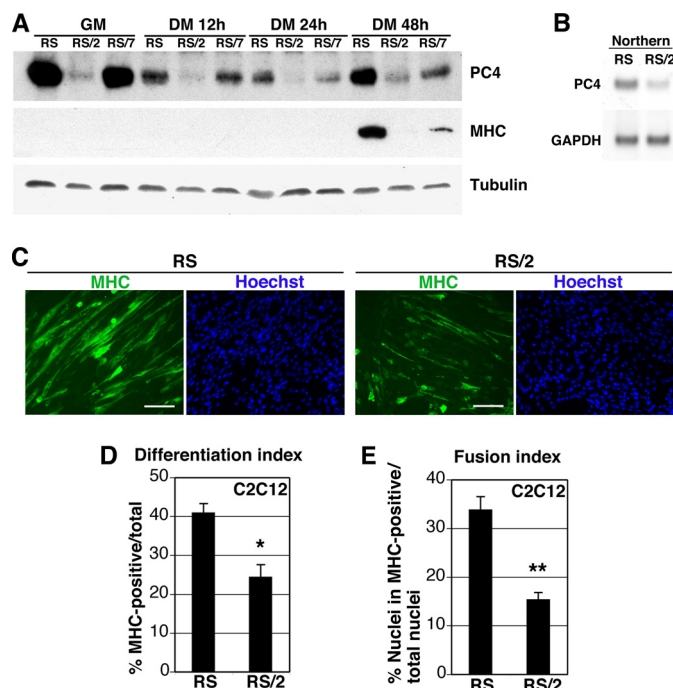 A
GM DM 12h DM 24h DM 48h
RS RS/2 RS/7 RS RS/2 RS/7 RS RS/2 RS/7 RS RS/2 RS/7
PC4
MHC
Tubulin
B
Northern
RS RS/2
PC4
GAPDH
C
RS RS/2
MHC Hoechst MHC Hoechst
D Differentiation index
C2C12
% MHC-positive/total
50
40
30
20
10
0
*
RS RS/2
E Fusion index
C2C12
% Nuclei in MHC-positive/
total nuclei
40
30
20
10
0
**
RS RS/2